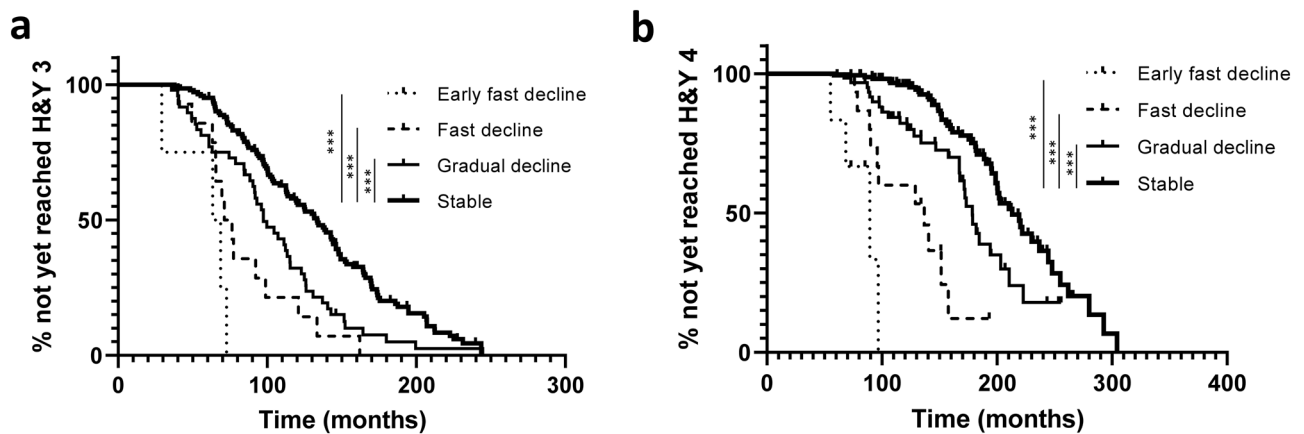 a
% not yet reached H&Y 3
100
50
0
0 100 200 300
Time (months)
Early fast decline
Fast decline
Gradual decline
Stable
***
***
***
b
% not yet reached H&Y 4
100
50
0
0 100 200 300 400
Time (months)
Early fast decline
Fast decline
Gradual decline
Stable
***
***
***